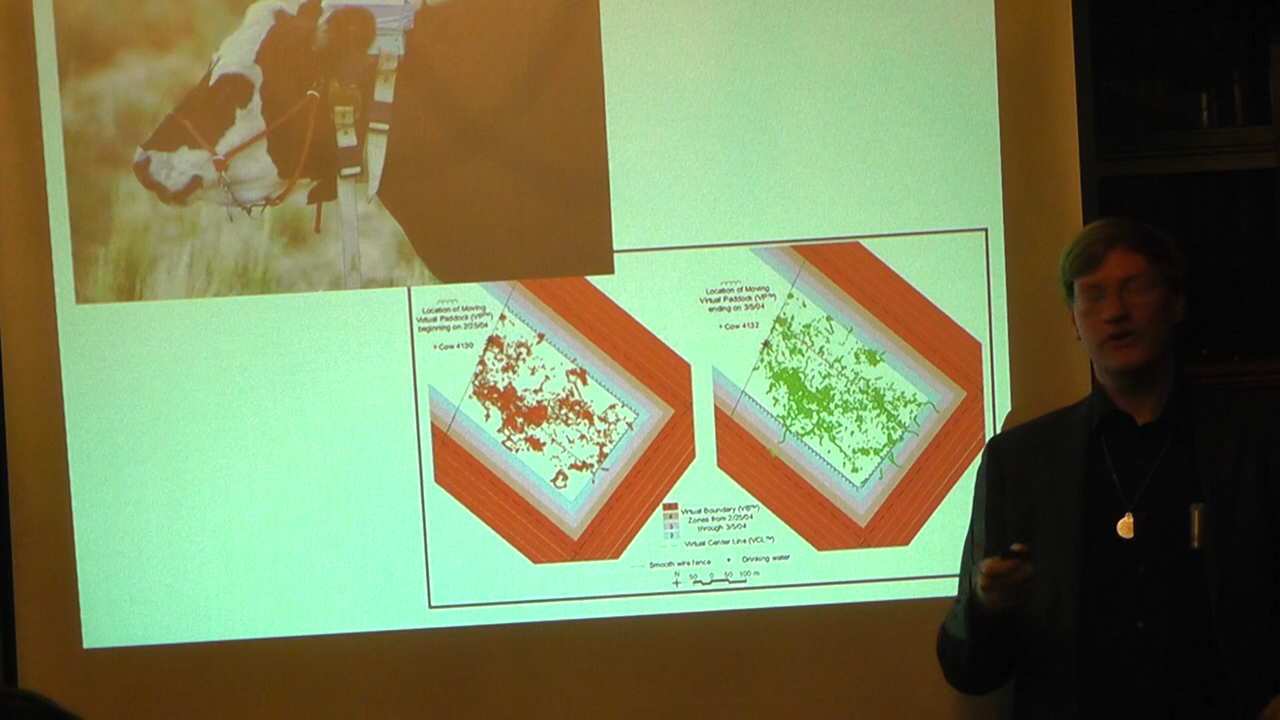 Location of Moving
Virtual Paddock (VP™)
beginning on 2/25/04
+ Cow 4130
Location of Moving
Virtual Paddock (VP™)
ending on 3/5/04
+ Cow 4132
Virtual Boundary (VB™)
Zones from 2/25/04
through 3/5/04
Virtual Center Line (VCL™)
Smooth wire fence + Drinking water
N
50 0 50 100 m